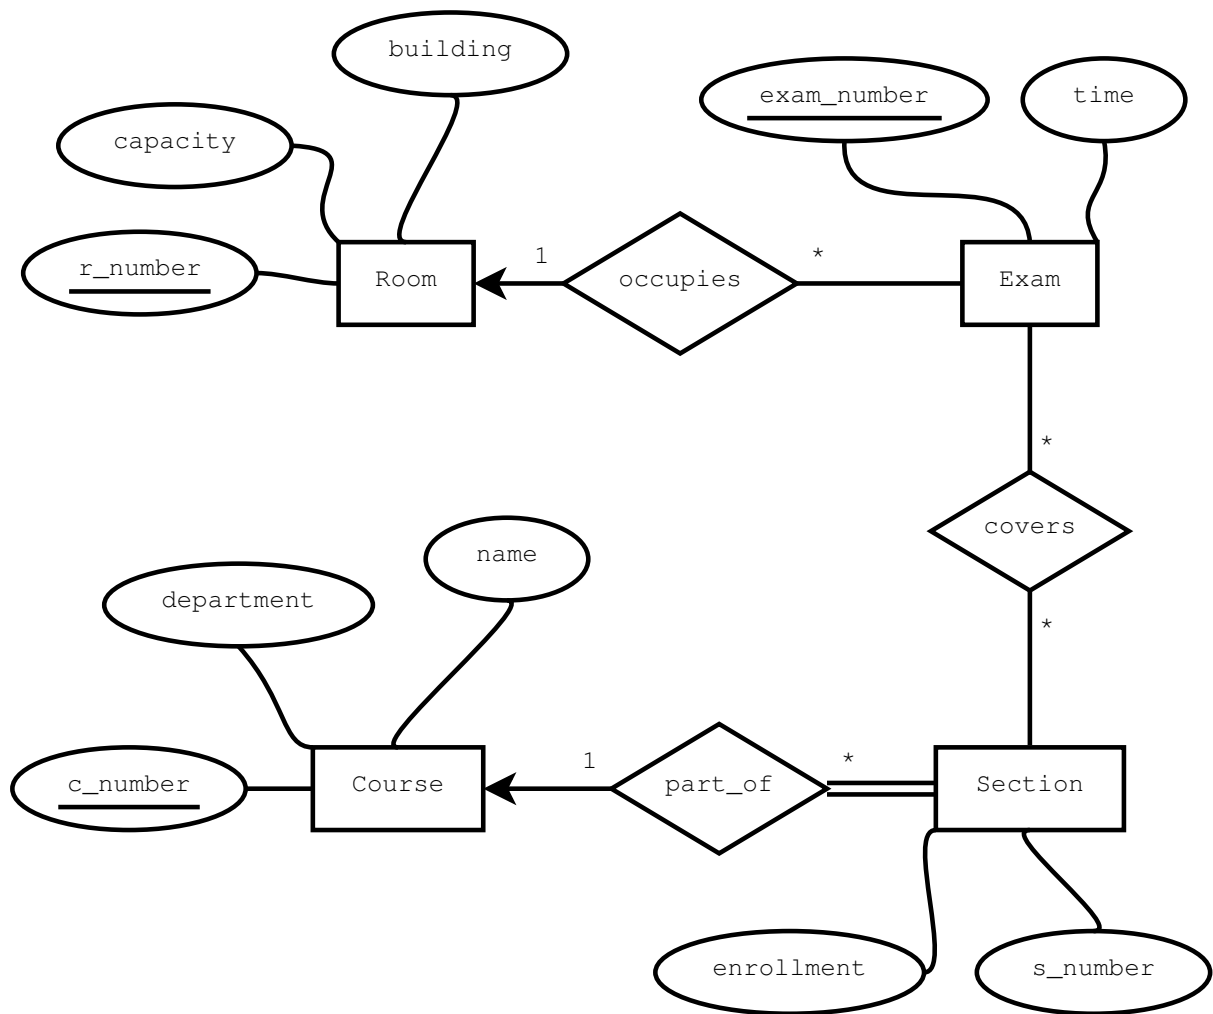 building
exam_number
time
capacity
1
*
r_number
Room
occupies
Exam
*
covers
name
department
*
1
*
c_number
Course
part_of
Section
enrollment
s_number